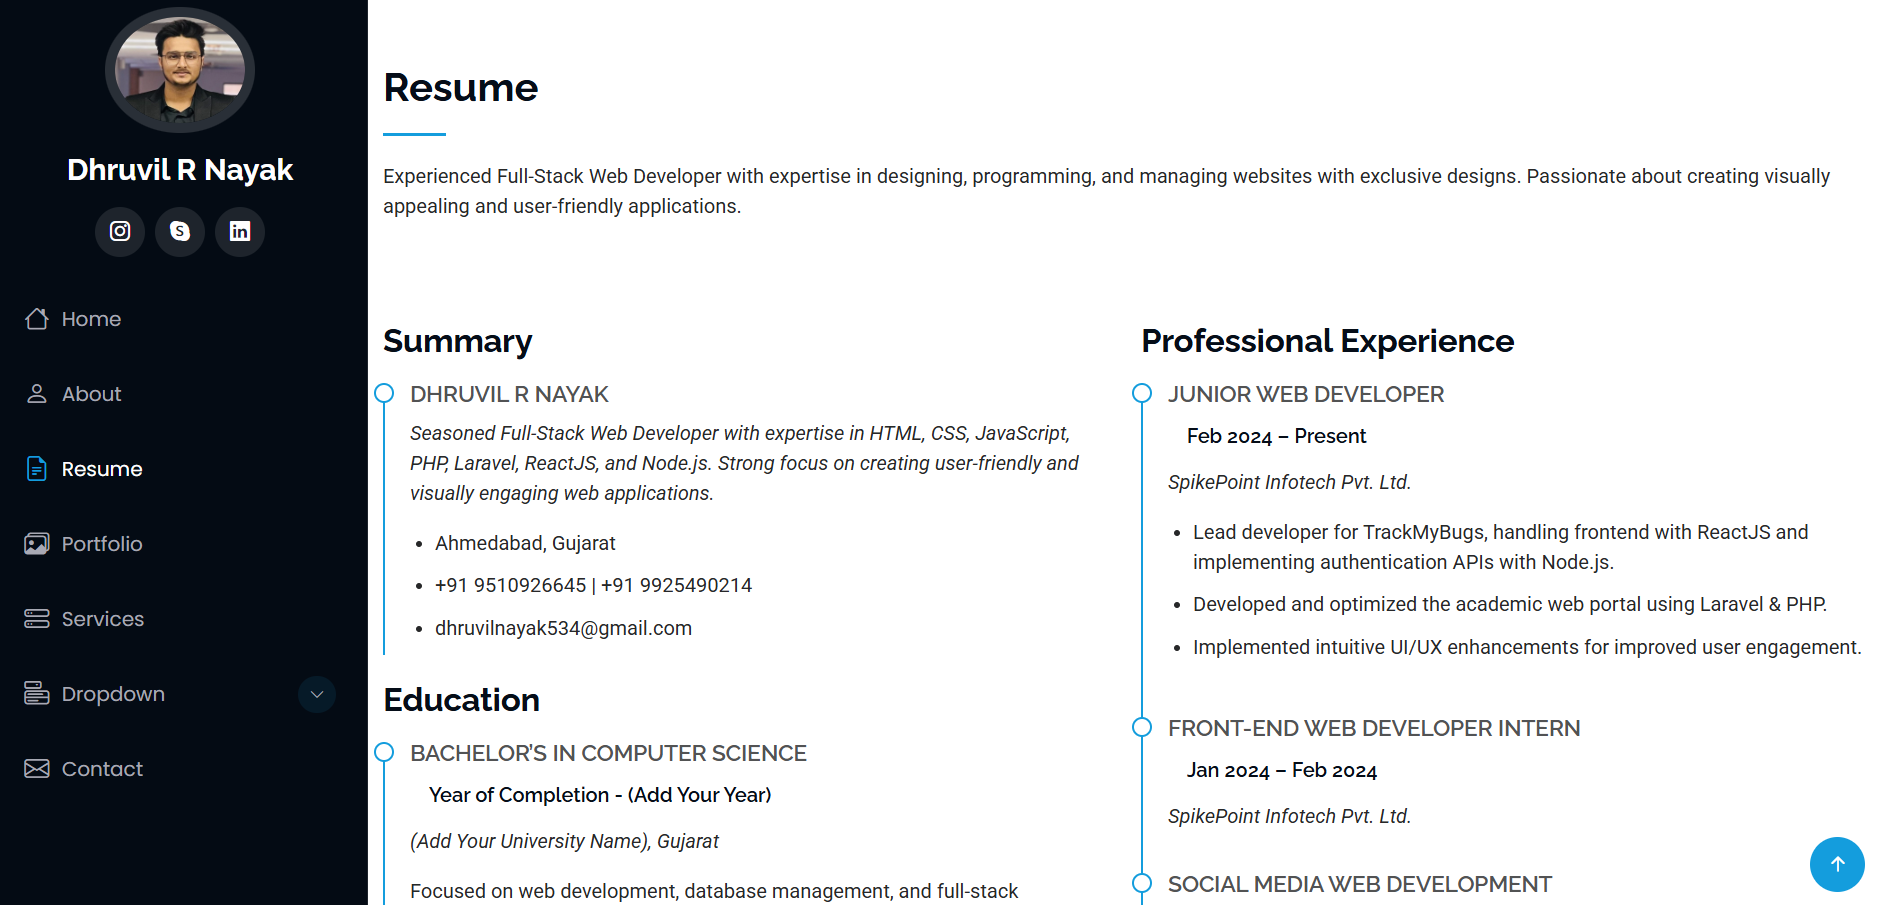 Dhruvil R Nayak
Home
About
Resume
Portfolio
Services
Dropdown
Contact
Resume
Experienced Full-Stack Web Developer with expertise in designing, programming, and managing websites with exclusive designs. Passionate about creating visually
appealing and user-friendly applications.
Summary
DHRUVIL R NAYAK
Seasoned Full-Stack Web Developer with expertise in HTML, CSS, JavaScript,
PHP, Laravel, ReactJS, and Node.js. Strong focus on creating user-friendly and
visually engaging web applications.
• Ahmedabad, Gujarat
• +91 9510926645 | +91 9925490214
• dhruvilnayak534@gmail.com
Education
BACHELOR'S IN COMPUTER SCIENCE
Year of Completion - (Add Your Year)
(Add Your University Name), Gujarat
Focused on web development, database management, and full-stack
Professional Experience
JUNIOR WEB DEVELOPER
Feb 2024 – Present
SpikePoint Infotech Pvt. Ltd.
• Lead developer for TrackMyBugs, handling frontend with ReactJS and
implementing authentication APIs with Node.js.
• Developed and optimized the academic web portal using Laravel & PHP.
• Implemented intuitive UI/UX enhancements for improved user engagement.
FRONT-END WEB DEVELOPER INTERN
Jan 2024 – Feb 2024
SpikePoint Infotech Pvt. Ltd.
SOCIAL MEDIA WEB DEVELOPMENT